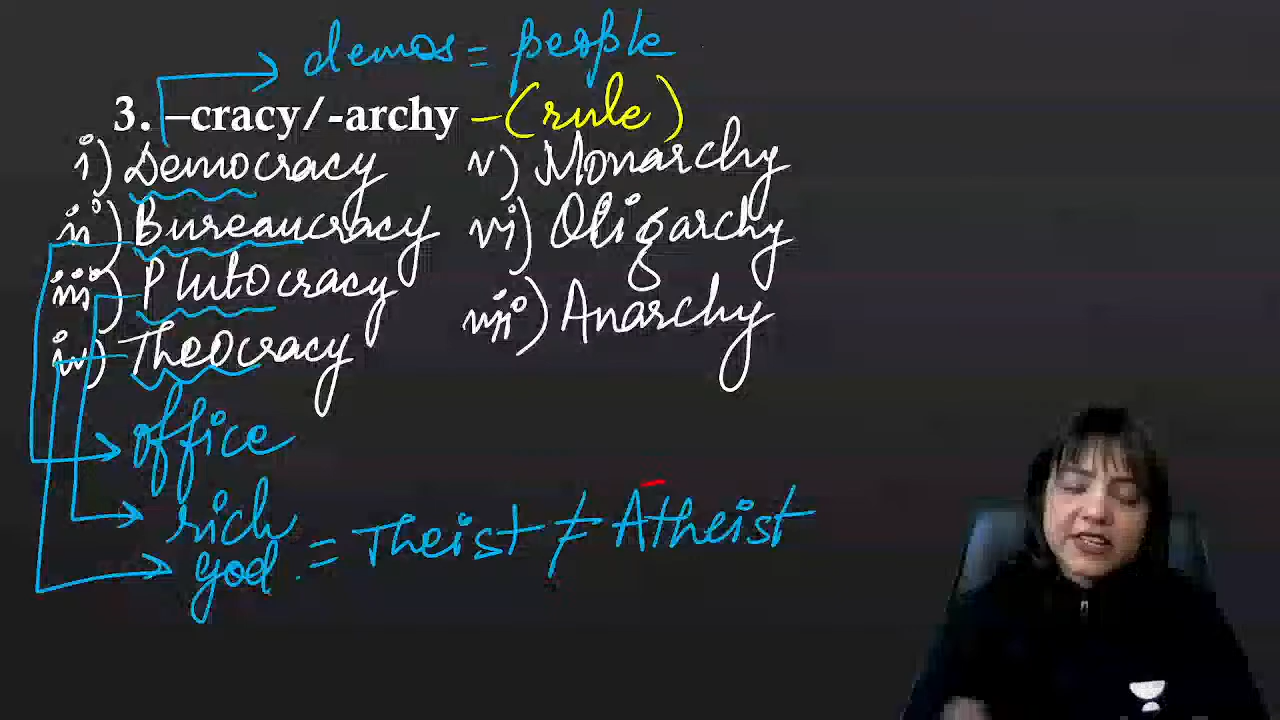 demos = people
3. –cracy/-archy - (rule)
i) Democracy
ii) Bureaucracy
iii) Plutocracy
iv) Theocracy
v) Monarchy
vi) Oligarchy
vii) Anarchy
office
rich
god. = Theist ≠ Atheist